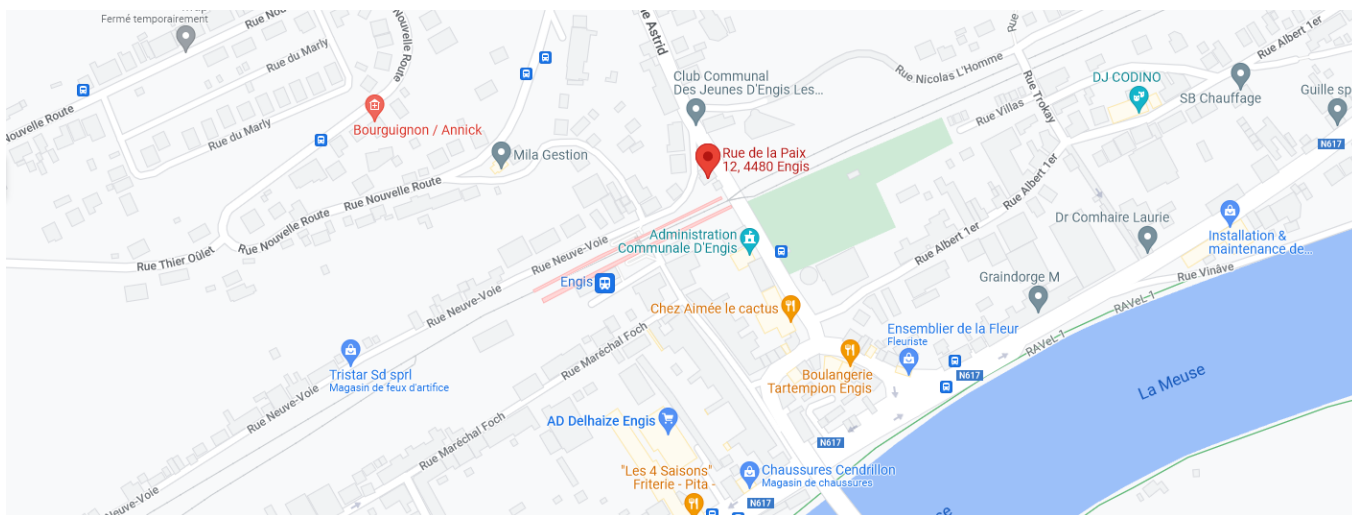 Fermé temporairement
Rue du Marly
Nouvelle Route
Rue Astrid
Club Communal
Des Jeunes D'Engis Les...
Rue Nicolas L'Homme
Rue Albert 1er
DJ CODINO
SB Chauffage
Guille sp
Rue Trokay
Rue Villas
N617
Nouvelle Route
Bourguignon / Annick
Rue du Marly
Mila Gestion
Rue de la Paix
12, 4480 Engis
Rue Albert 1er
Rue Nouvelle Route
Rue Nouvelle Route
Dr Comhaire Laurie
Installation &
maintenance de...
Administration
Communale D'Engis
Rue Thier Oûlet
Rue Neuve-Voie
Rue Albert 1er
Rue Vinâve
Engis
Graindorge M
RAVeL-1
Chez Aimée le cactus
Rue Neuve-Voie
Ensemblier de la Fleur
Fleuriste
RAVeL-1
Rue Maréchal Foch
Tristar Sd sprl
Magasin de feux d'artifice
Boulangerie
Tartempion Engis
N617
La Meuse
Rue Neuve-Voie
AD Delhaize Engis
Rue Maréchal Foch
N617
"Les 4 Saisons"
Friterie - Pita
Chaussures Cendrillon
Magasin de chaussures
N617